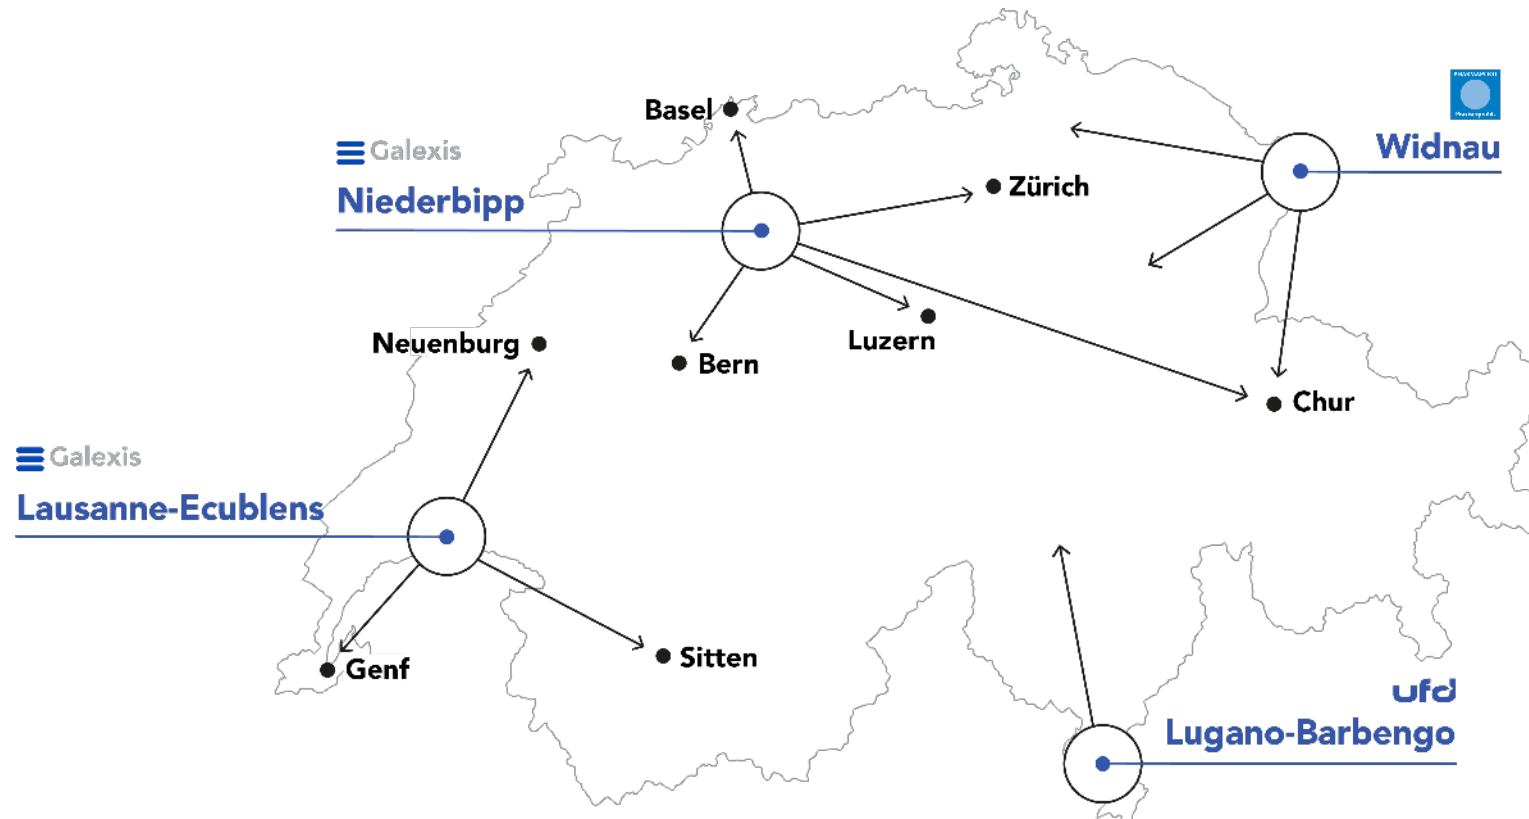 Basel
Galexis
Widnau
Niederbipp
Zürich
Neuenburg
Luzern
Bern
Chur
Galexis
Lausanne-Ecublens
Sitten
Genf
ufd
Lugano-Barbengo